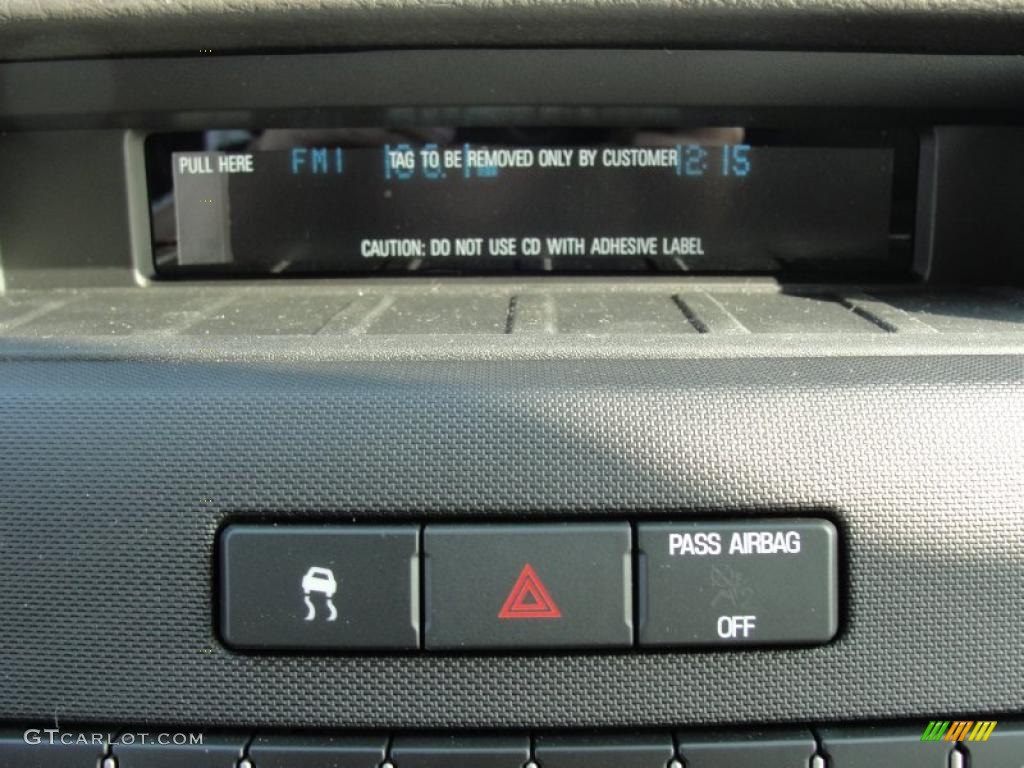 PULL HERE
FM1
TAG TO BE REMOVED ONLY BY CUSTOMER
12:15
CAUTION: DO NOT USE CD WITH ADHESIVE LABEL
PASS AIRBAG
OFF
GTCARLOT.COM